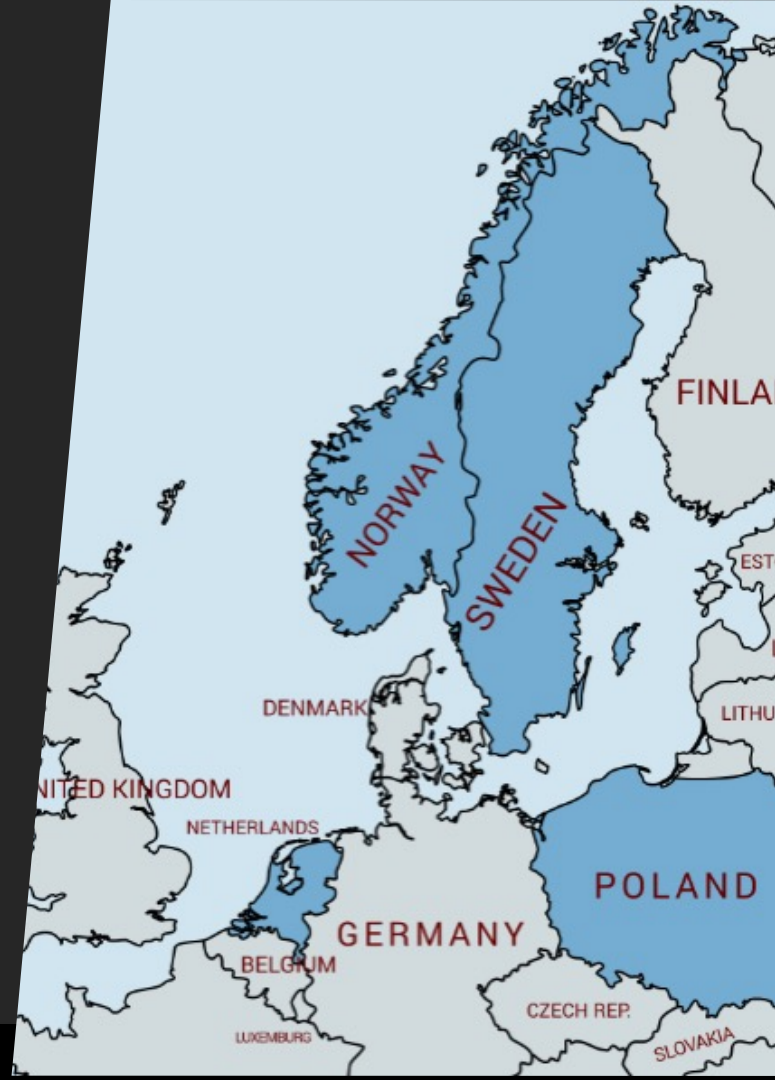 NORWAY
SWEDEN
FINLA
EST
DENMARK
LITHU
NITED KINGDOM
NETHERLANDS
POLAND
GERMANY
BELGIUM
CZECH REP.
LUXEMBURG
SLOVAKIA